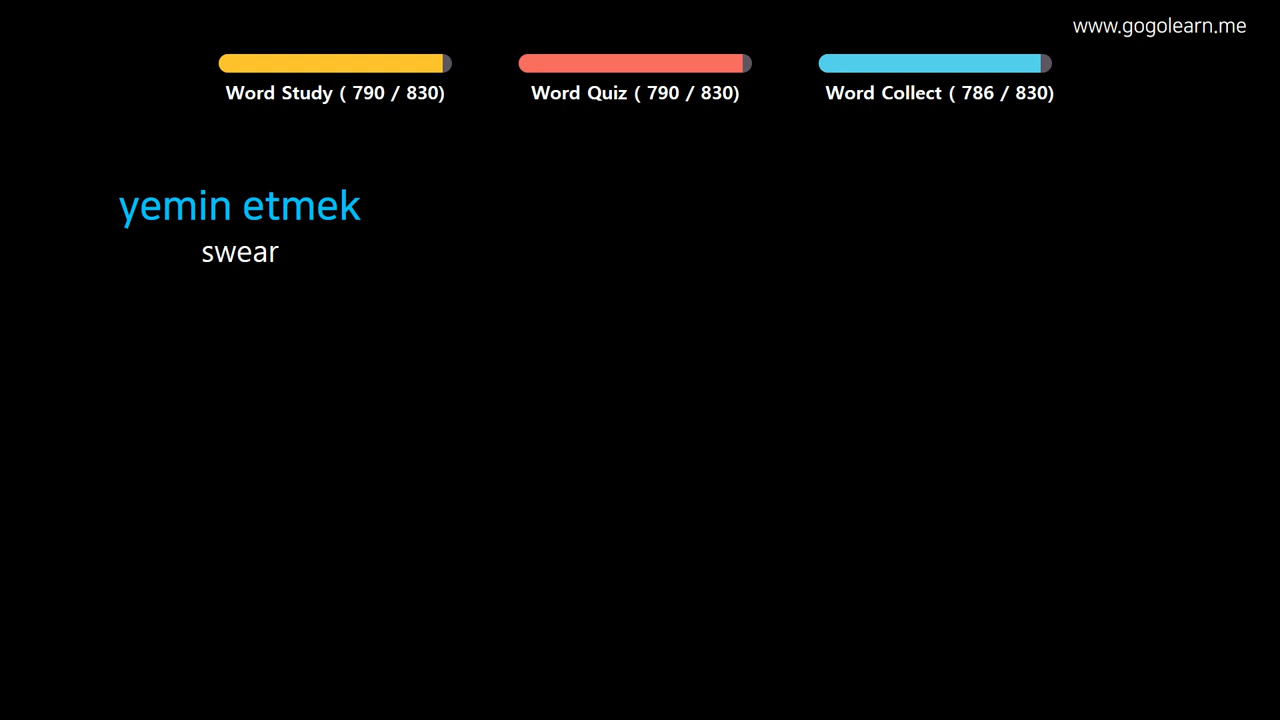 www.gogolearn.me
Word Study ( 790 / 830)
Word Quiz ( 790 / 830)
Word Collect ( 786 / 830)
yemin etmek
swear